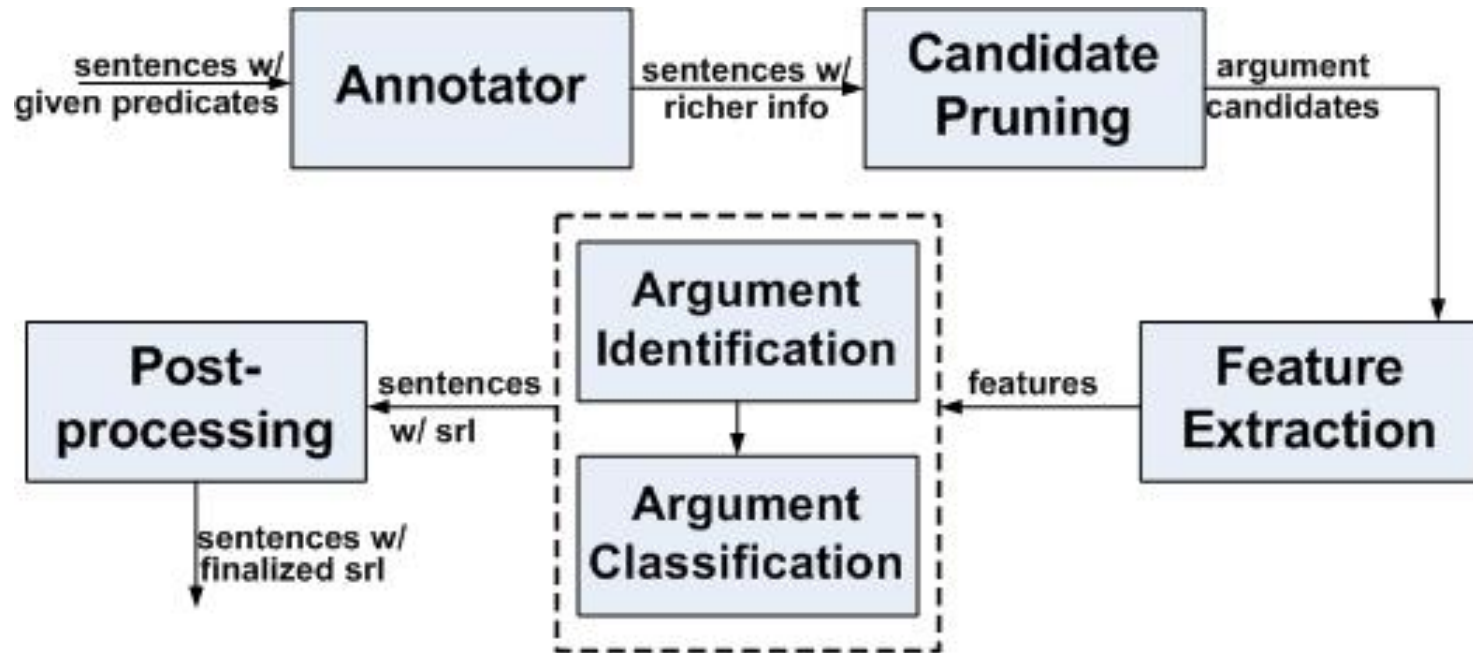 sentences w/
given predicates
Annotator
sentences w/
richer info
Candidate
Pruning
argument
candidates
Feature
Extraction
features
Argument
Identification
Argument
Classification
sentences
w/ srl
Post-
processing
sentences w/
finalized srl